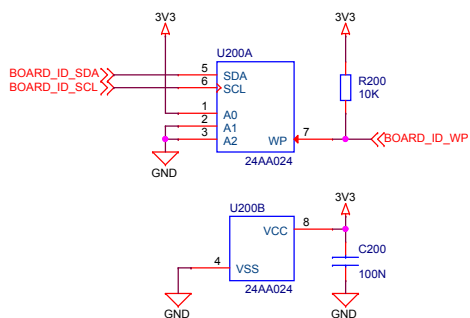 3V3
U200A
3V3
BOARD_ID_SDA
5
SDA
BOARD_ID_SCL
6
SCL
R200
10K
1
A0
2
A1
3
A2
WP
7
BOARD_ID_WP
GND
24AA024
U200B
3V3
VCC
8
C200
4
VSS
100N
24AA024
GND
GND